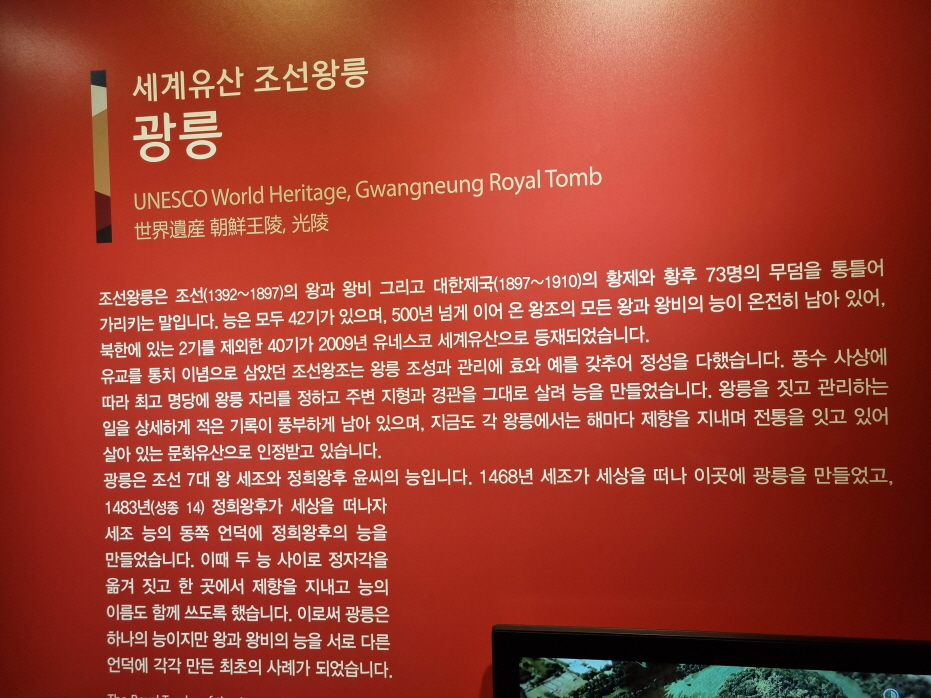 세계유산 조선왕릉
광릉
UNESCO World Heritage, Gwangneung Royal Tomb
世界遺産 朝鮮王陵, 光陵
조선왕릉은 조선(1392~1897)의 왕과 왕비 그리고 대한제국(1897~1910)의 황제와 황후 73명의 무덤을 통틀어
가리키는 말입니다. 능은 모두 42기가 있으며, 500년 넘게 이어 온 왕조의 모든 왕과 왕비의 능이 온전히 남아 있어,
북한에 있는 2기를 제외한 40기가 2009년 유네스코 세계유산으로 등재되었습니다.
유교를 통치 이념으로 삼았던 조선왕조는 왕릉 조성과 관리에 효와 예를 갖추어 정성을 다했습니다. 풍수 사상에
따라 최고 명당에 왕릉 자리를 정하고 주변 지형과 경관을 그대로 살려 능을 만들었습니다. 왕릉을 짓고 관리하는
일을 상세하게 적은 기록이 풍부하게 남아 있으며, 지금도 각 왕릉에서는 해마다 제향을 지내며 전통을 잇고 있어
살아 있는 문화유산으로 인정받고 있습니다.
광릉은 조선 7대 왕 세조와 정희왕후 윤씨의 능입니다. 1468년 세조가 세상을 떠나 이곳에 광릉을 만들었고,
1483년(성종 14) 정희왕후가 세상을 떠나자
세조 능의 동쪽 언덕에 정희왕후의 능을
만들었습니다. 이때 두 능 사이로 정자각을
옮겨 짓고 한 곳에서 제향을 지내고 능의
이름도 함께 쓰도록 했습니다. 이로써 광릉은
하나의 능이지만 왕과 왕비의 능을 서로 다른
언덕에 각각 만든 최초의 사례가 되었습니다.